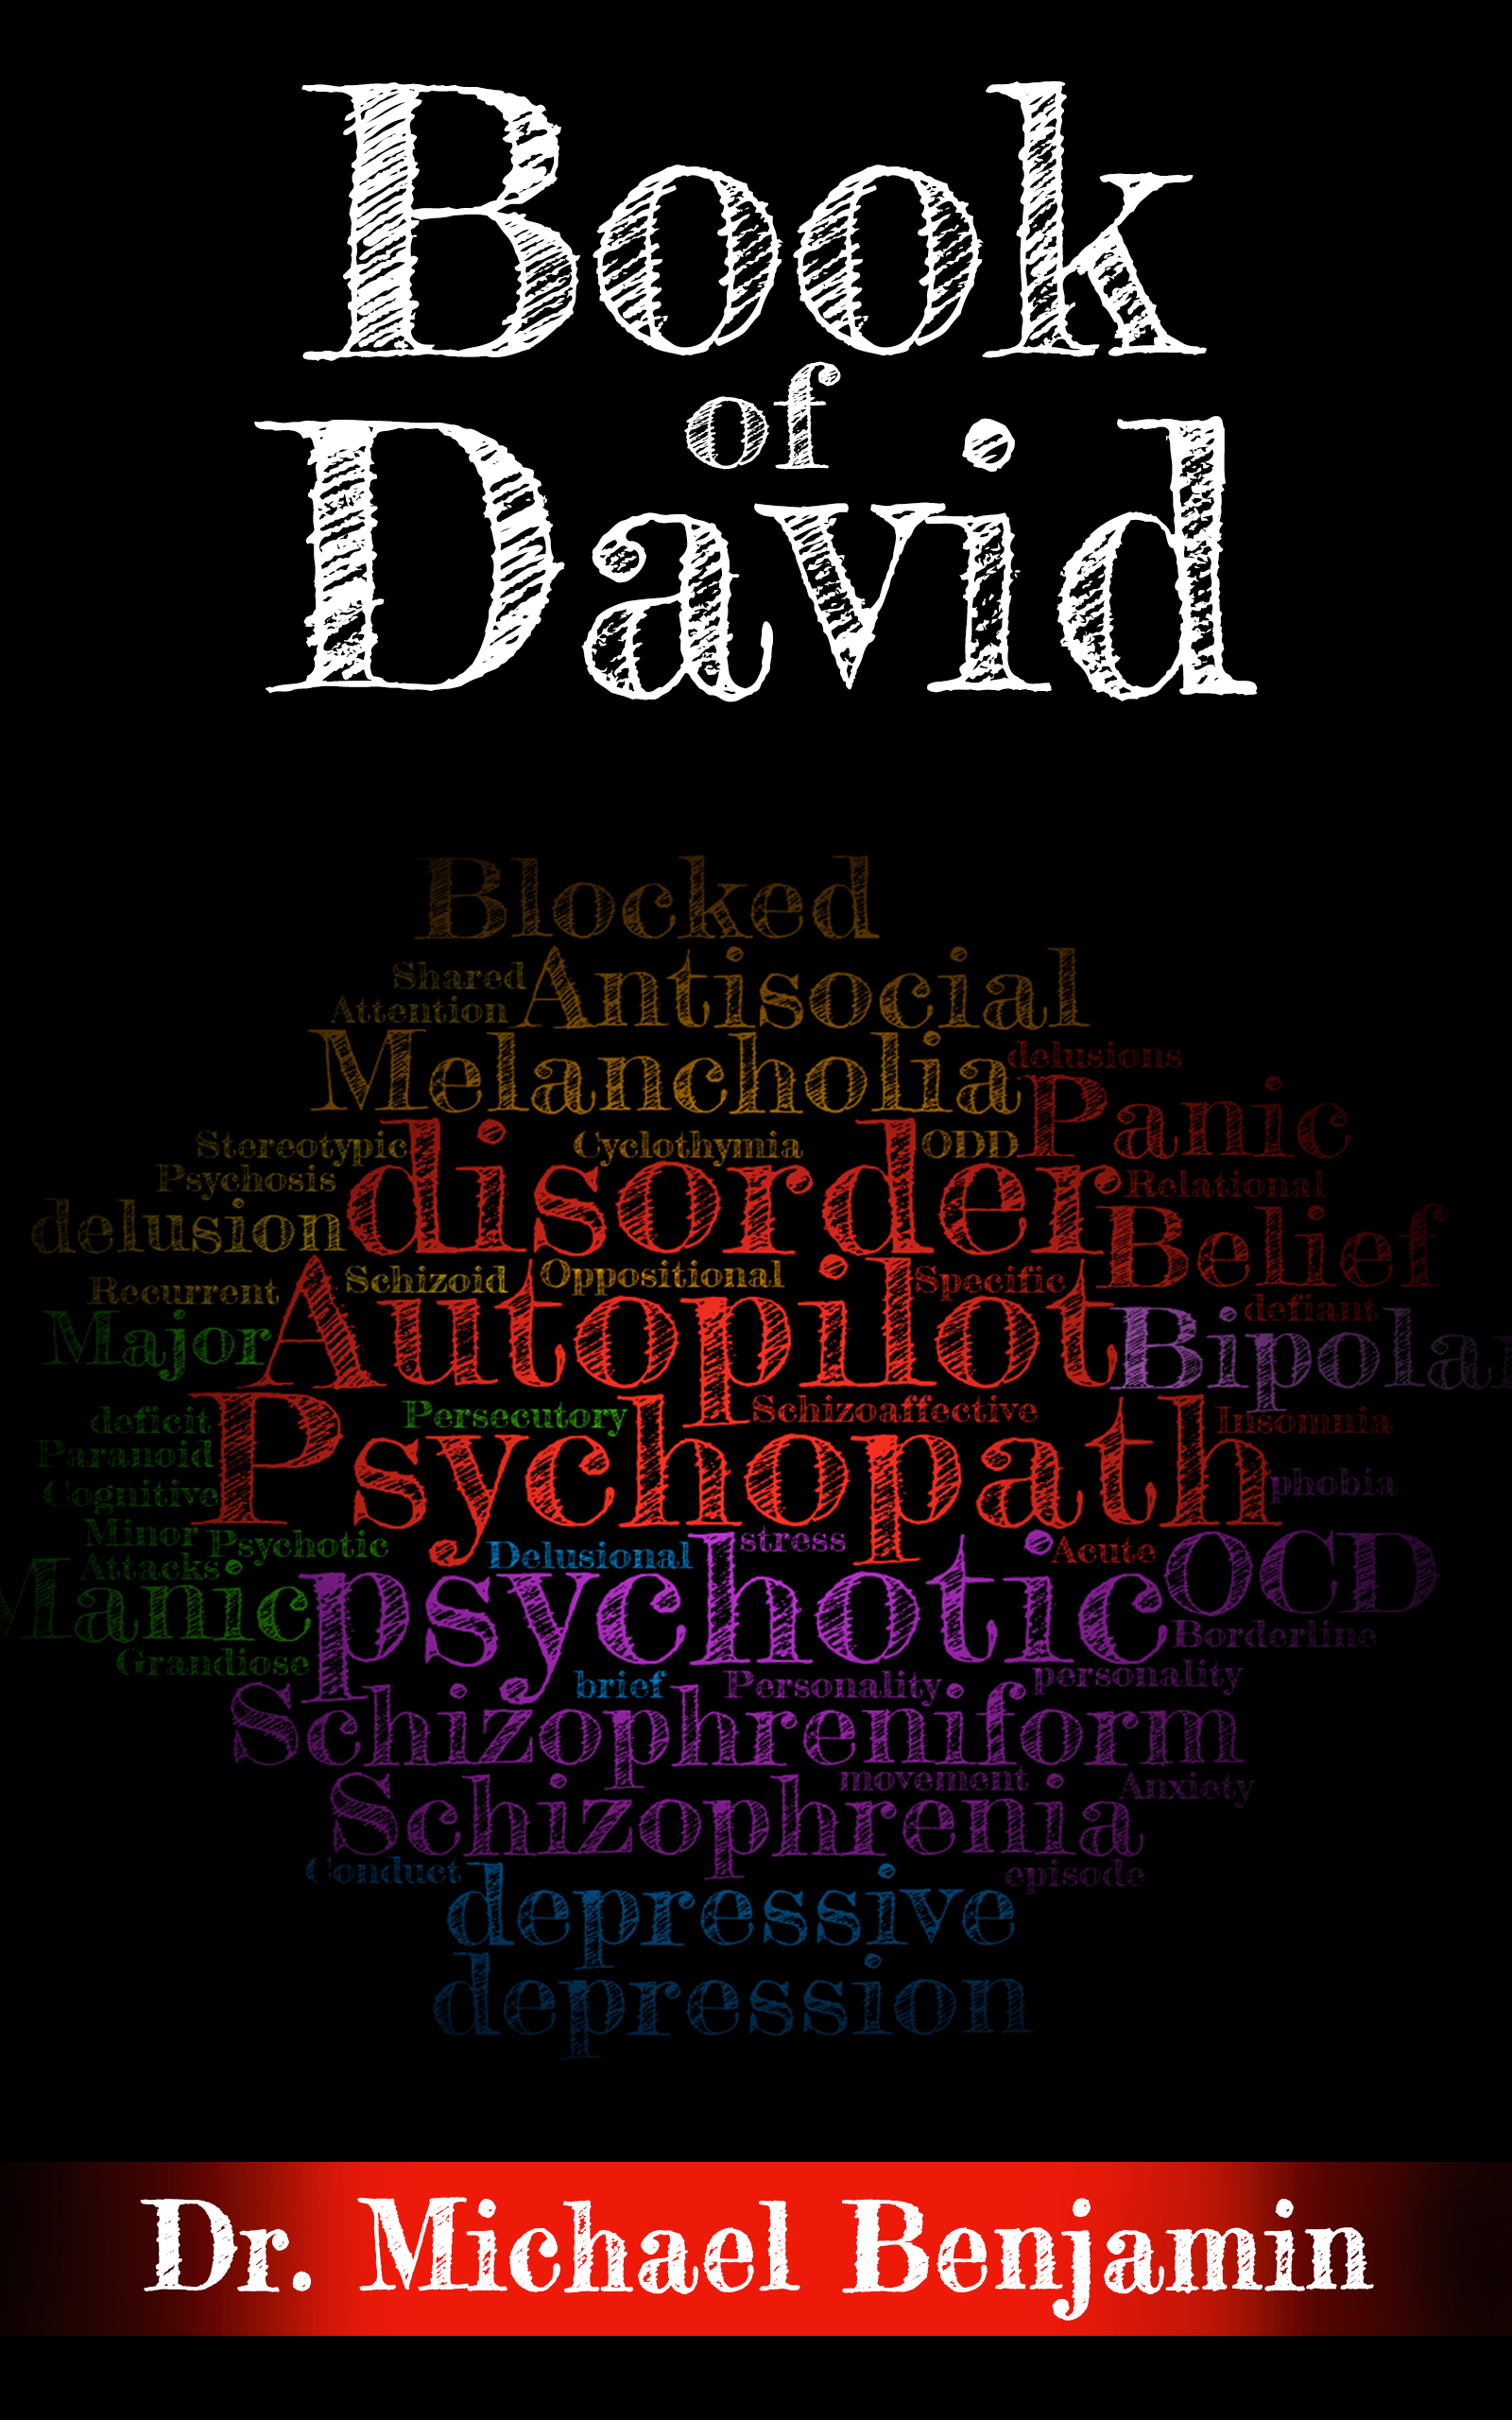 Book
of
David
Blocked
Shared Antisocial
Attention
Melancholia delusions
Panic
Stereotypic disorder Cyclothymia ODD
Psychosis Relational
delusion Belief
Recurrent Autopilot Schizoid Oppositional Specific
defiant
Major Bipolar
deficit Psychopath Persecutory Schizoaffective Insomnia
Paranoid
Cognitive phobia
Minor Psychotic Delusional stress Acute OCD
Attacks
Manic psychotic
Borderline
Grandiose brief Personality personality
Schizophreniform
movement Anxiety
Schizophrenia
Conduct episode
depressive
depression
Dr. Michael Benjamin